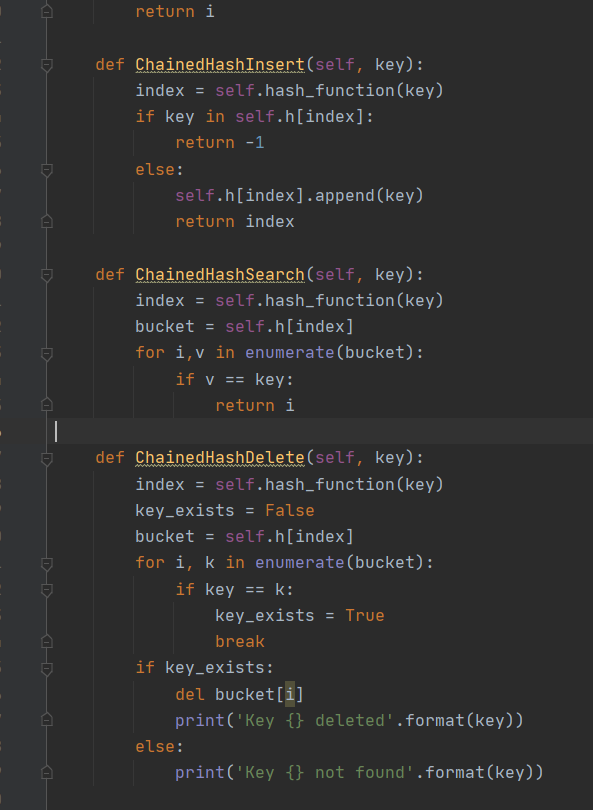 return i

    def ChainedHashInsert(self, key):
        index = self.hash_function(key)
        if key in self.h[index]:
            return -1
        else:
            self.h[index].append(key)
            return index

    def ChainedHashSearch(self, key):
        index = self.hash_function(key)
        bucket = self.h[index]
        for i,v in enumerate(bucket):
            if v == key:
                return i

    def ChainedHashDelete(self, key):
        index = self.hash_function(key)
        key_exists = False
        bucket = self.h[index]
        for i, k in enumerate(bucket):
            if key == k:
                key_exists = True
                break
        if key_exists:
            del bucket[i]
            print('Key {} deleted'.format(key))
        else:
            print('Key {} not found'.format(key))